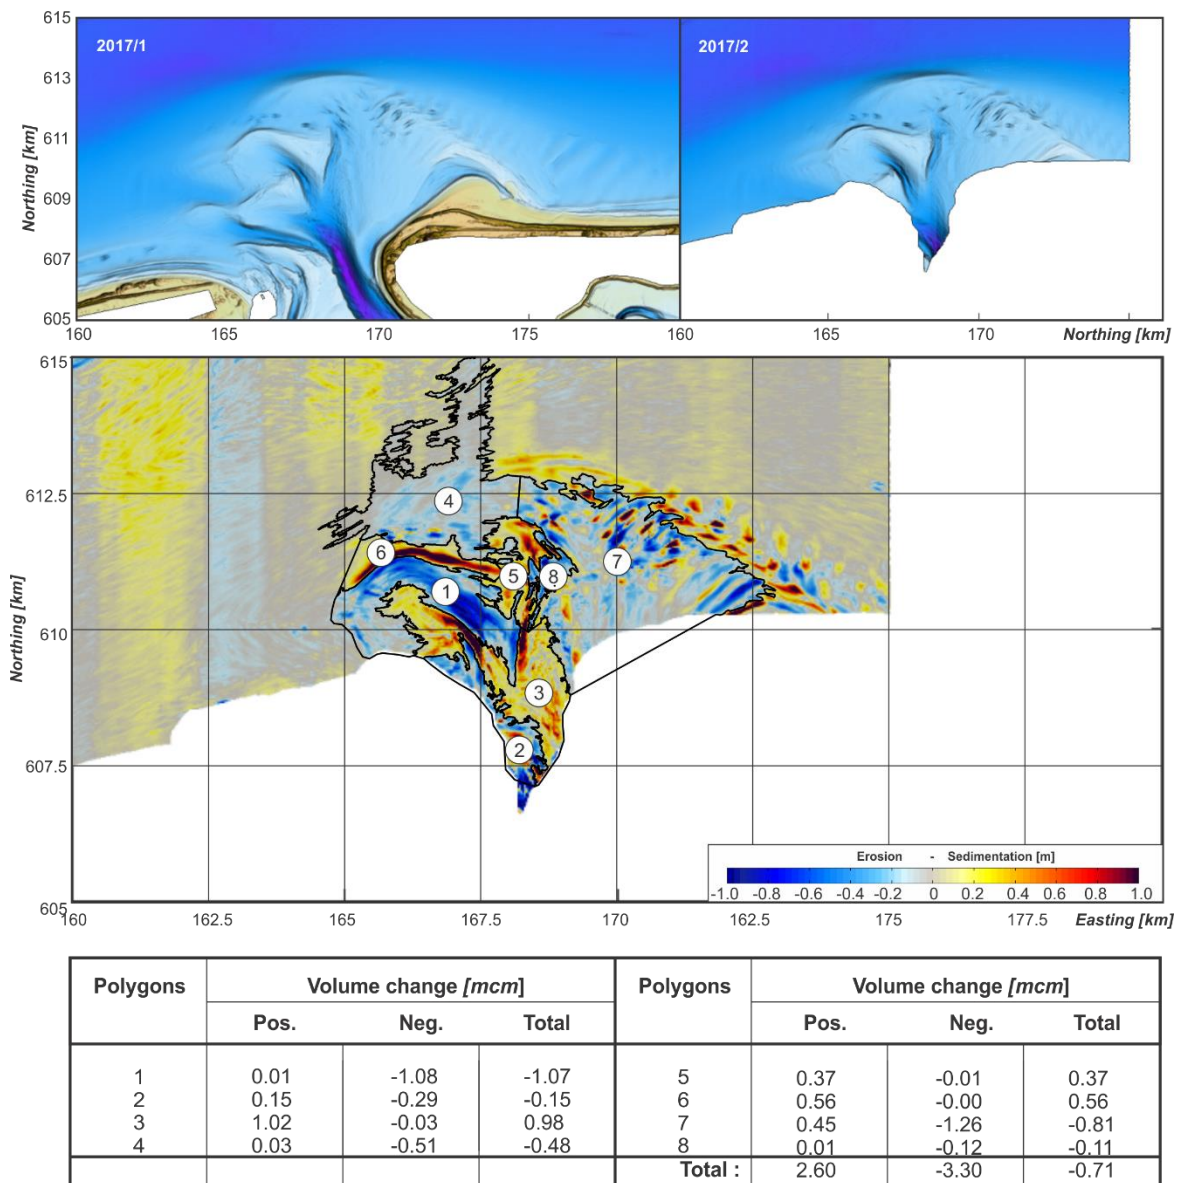 615
613
611
609
607
605
Northing [km]
2017/1
2017/2
160
165
170
175
160
165
170
Northing [km]
615
612.5
610
607.5
605
Northing [km]
4
6
5
8
7
1
3
2
Erosion - Sedimentation [m]
-1.0 -0.8 -0.6 -0.4 -0.2 0 0.2 0.4 0.6 0.8 1.0
160 162.5 165 167.5 170 162.5 175 177.5 Easting [km]
Polygons Volume change [mcm] Polygons Volume change [mcm]
Pos. Neg. Total Pos. Neg. Total
1 0.01 -1.08 -1.07 5 0.37 -0.01 0.37
2 0.15 -0.29 -0.15 6 0.56 -0.00 0.56
3 1.02 -0.03 0.98 7 0.45 -1.26 -0.81
4 0.03 -0.51 -0.48 8 0.01 -0.12 -0.11
Total : 2.60 -3.30 -0.71